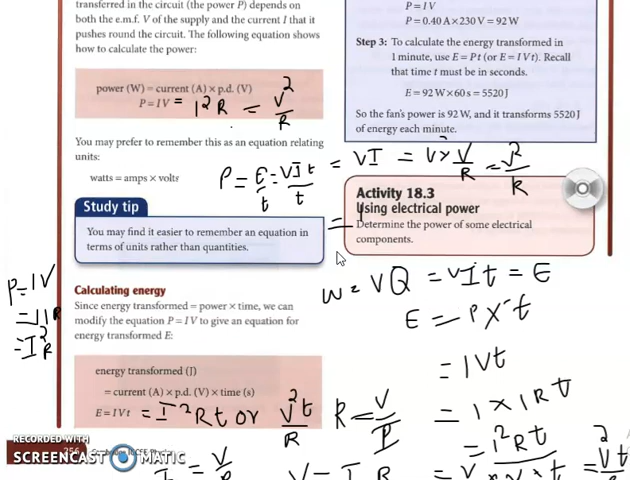 transferred in the circuit (the power P) depends on
both the e.m.f. V of the supply and the current I that it
pushes round the circuit. The following equation shows
how to calculate the power:
power (W) = current (A) × p.d. (V)
P = IV = I²R = V²/R
You may prefer to remember this as an equation relating
units:
watts = amps × volts
P = E/t = VIt/t = VI = V × V/R = V²/R
Study tip
You may find it easier to remember an equation in
terms of units rather than quantities.
P = IV
= IIR
= I²R
Calculating energy
Since energy transformed = power × time, we can
modify the equation P = IV to give an equation for
energy transformed E:
energy transformed (J)
= current (A) × p.d. (V) × time (s)
E = IVt = I²Rt or V²t/R
P = IV
P = 0.40 A × 230 V = 92 W
Step 3: To calculate the energy transformed in
1 minute, use E = Pt (or E = IVt). Recall
that time t must be in seconds.
E = 92 W × 60 s = 5520 J
So the fan's power is 92 W, and it transforms 5520 J
of energy each minute.
Activity 18.3
Using electrical power
Determine the power of some electrical
components.
W = VQ = VIt = E
E = P × t
= IVt
R = V/I
= I × IRt
= I²Rt
V = IR
RECORDED WITH
SCREENCAST MATIC
256